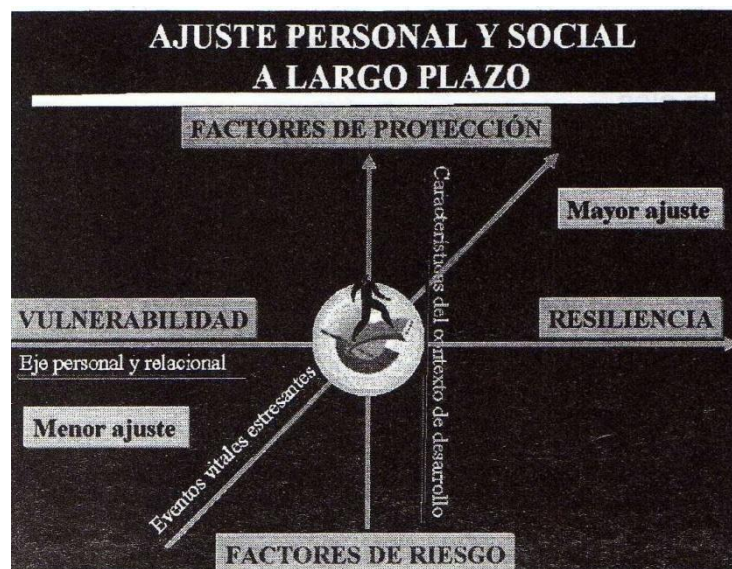 AJUSTE PERSONAL Y SOCIAL
A LARGO PLAZO
FACTORES DE PROTECCIÓN
Características del contexto de desarrollo
Mayor ajuste
VULNERABILIDAD
RESILIENCIA
Eje personal y relacional
Eventos vitales estresantes
Menor ajuste
FACTORES DE RIESGO